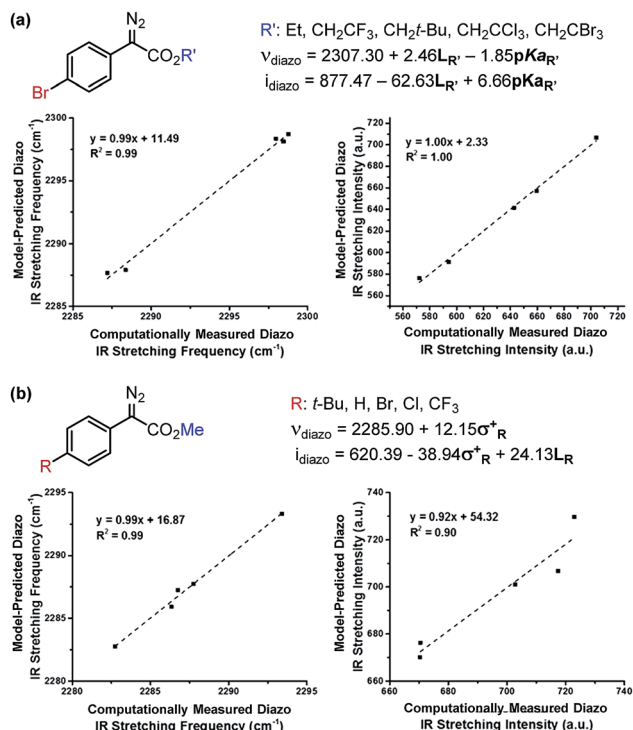 (a)
N₂
CO₂R'
Br
R': Et, CH₂CF₃, CH₂t-Bu, CH₂CCl₃, CH₂CBr₃
νdiazo = 2307.30 + 2.46L_R' – 1.85pKa_R'
idiazo = 877.47 – 62.63L_R' + 6.66pKa_R'
Model-Predicted Diazo
IR Stretching Frequency (cm⁻¹)
2300
2295
2290
2285
y = 0.99x + 11.49
R² = 0.99
2285
2290
2295
2300
Computationally Measured Diazo
IR Stretching Frequency (cm⁻¹)
Model-Predicted Diazo
IR Stretching Intensity (a.u.)
720
700
680
660
640
620
600
580
560
y = 1.00x + 2.33
R² = 1.00
560 580 600 620 640 660 680 700 720
Computationally Measured Diazo
IR Stretching Intensity (a.u.)
(b)
N₂
CO₂Me
R
R: t-Bu, H, Br, Cl, CF₃
νdiazo = 2285.90 + 12.15σ⁺_R
idiazo = 620.39 - 38.94σ⁺_R + 24.13L_R
Model-Predicted Diazo
IR Stretching Frequency (cm⁻¹)
2295
2290
2285
2280
y = 0.99x + 16.87
R² = 0.99
2280
2285
2290
2295
Computationally Measured Diazo
IR Stretching Frequency (cm⁻¹)
Model-Predicted Diazo
IR Stretching Intensity (a.u.)
740
720
700
680
660
y = 0.92x + 54.32
R² = 0.90
660
680
700
720
740
Computationally Measured Diazo
IR Stretching Intensity (a.u.)